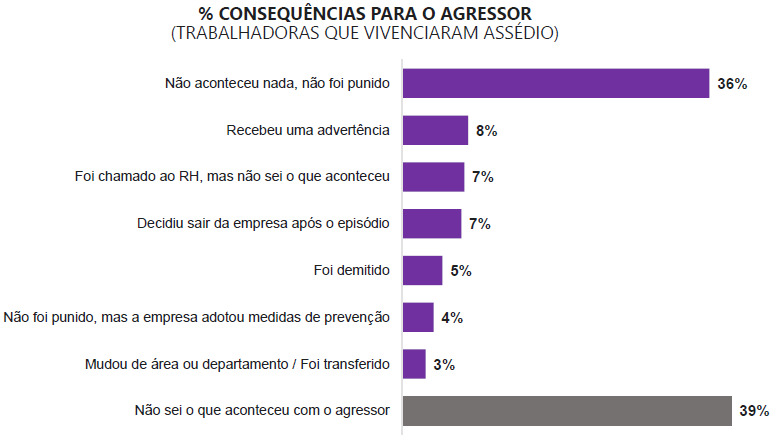 % CONSEQUÊNCIAS PARA O AGRESSOR
(TRABALHADORAS QUE VIVENCIARAM ASSÉDIO)
Não aconteceu nada, não foi punido 36%
Recebeu uma advertência 8%
Foi chamado ao RH, mas não sei o que aconteceu 7%
Decidiu sair da empresa após o episódio 7%
Foi demitido 5%
Não foi punido, mas a empresa adotou medidas de prevenção 4%
Mudou de área ou departamento / Foi transferido 3%
Não sei o que aconteceu com o agressor 39%